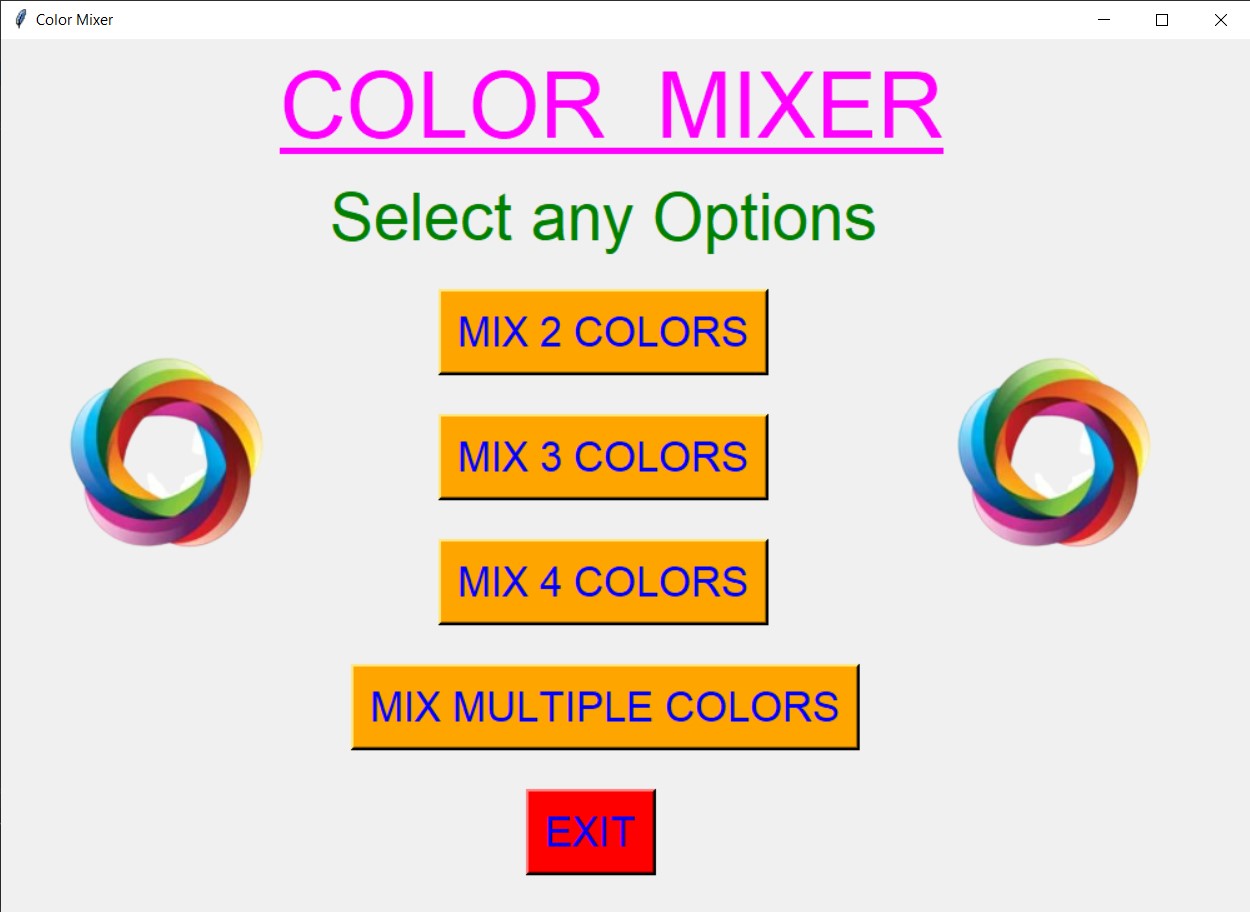 Color Mixer
COLOR  MIXER
Select any Options
MIX 2 COLORS
MIX 3 COLORS
MIX 4 COLORS
MIX MULTIPLE COLORS
EXIT